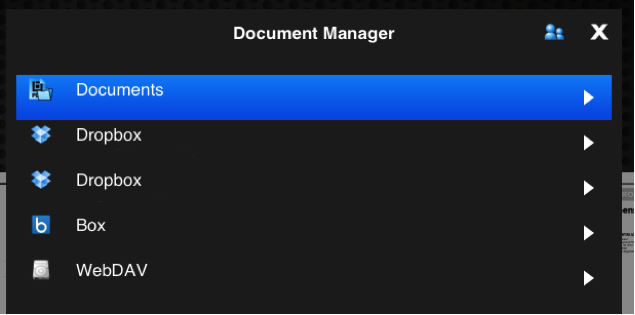 Document Manager
X
Documents
Dropbox
Dropbox
Box
WebDAV